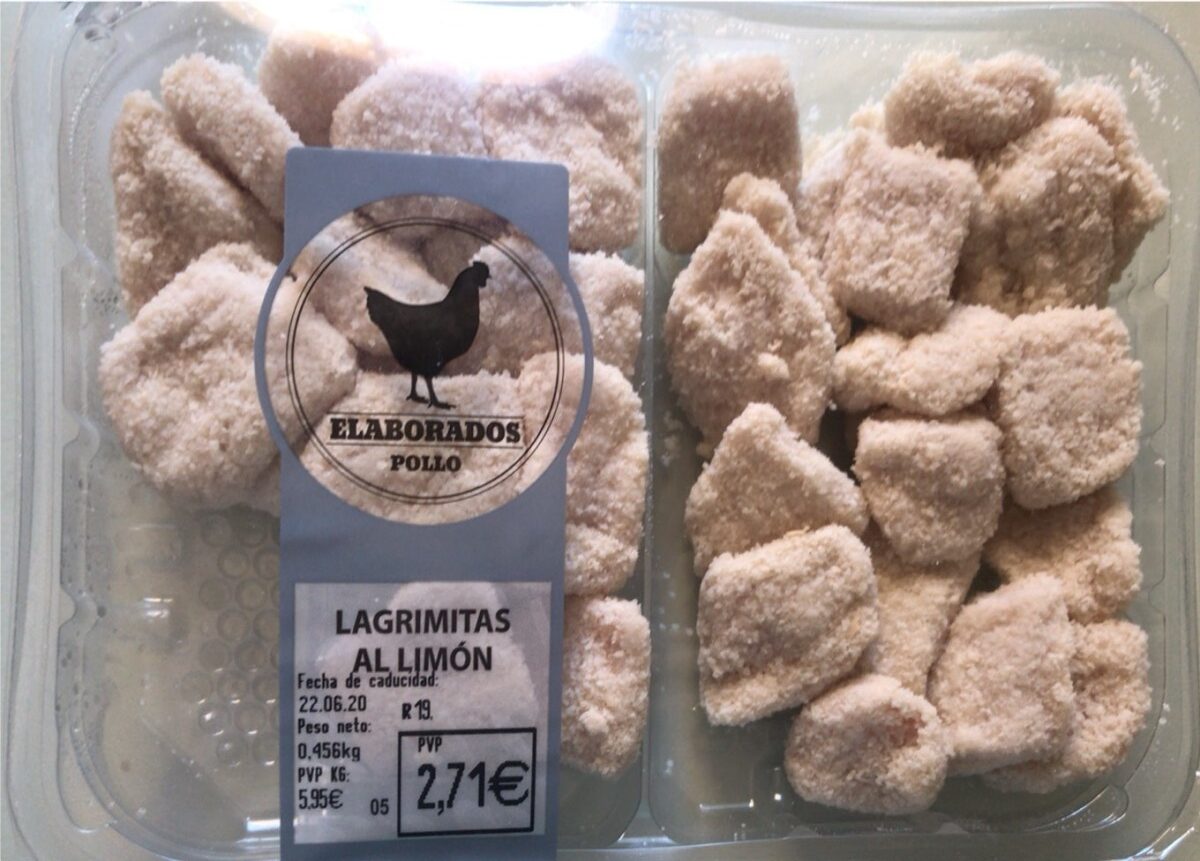 ELABORADOS
POLLO
LAGRIMITAS
AL LIMÓN
Fecha de caducidad:
22.06.20 R19.
Peso neto:
0,456kg
PVP KG:
5.95€ 05
PVP
2,71€